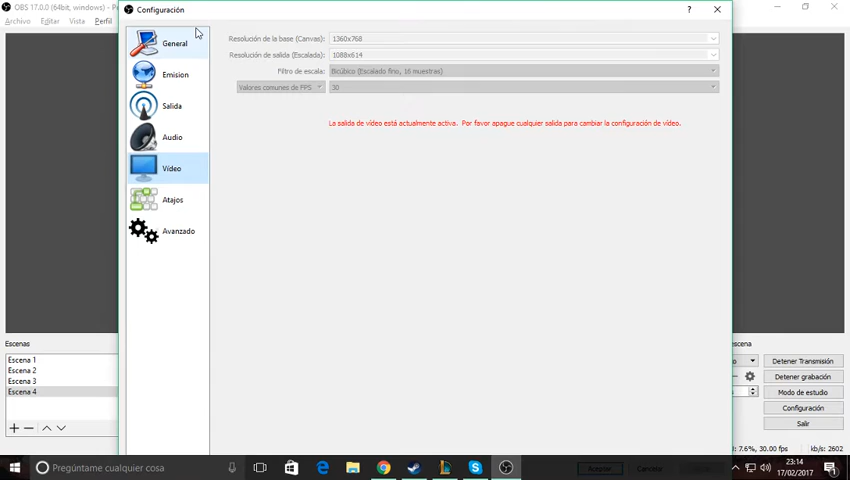 OBS 17.0.0 (64bit, windows)
Configuración
?
Archivo Editar Vista Perfil
General
Emision
Salida
Audio
Vídeo
Atajos
Avanzado
Resolución de la base (Canvas): 1360x768
Resolución de salida (Escalada): 1088x614
Filtro de escala: Bicúbico (Escalado fino, 16 muestras)
Valores comunes de FPS 30
La salida de vídeo está actualmente activa. Por favor apague cualquier salida para cambiar la configuración de vídeo.
Escenas
Escena 1
Escena 2
Escena 3
Escena 4
escena
Detener Transmisión
Detener grabación
Modo de estudio
Configuración
Salir
: 7.6%, 30.00 fps kb/s: 2602
Aceptar Cancelar
Pregúntame cualquier cosa
23:14
17/02/2017